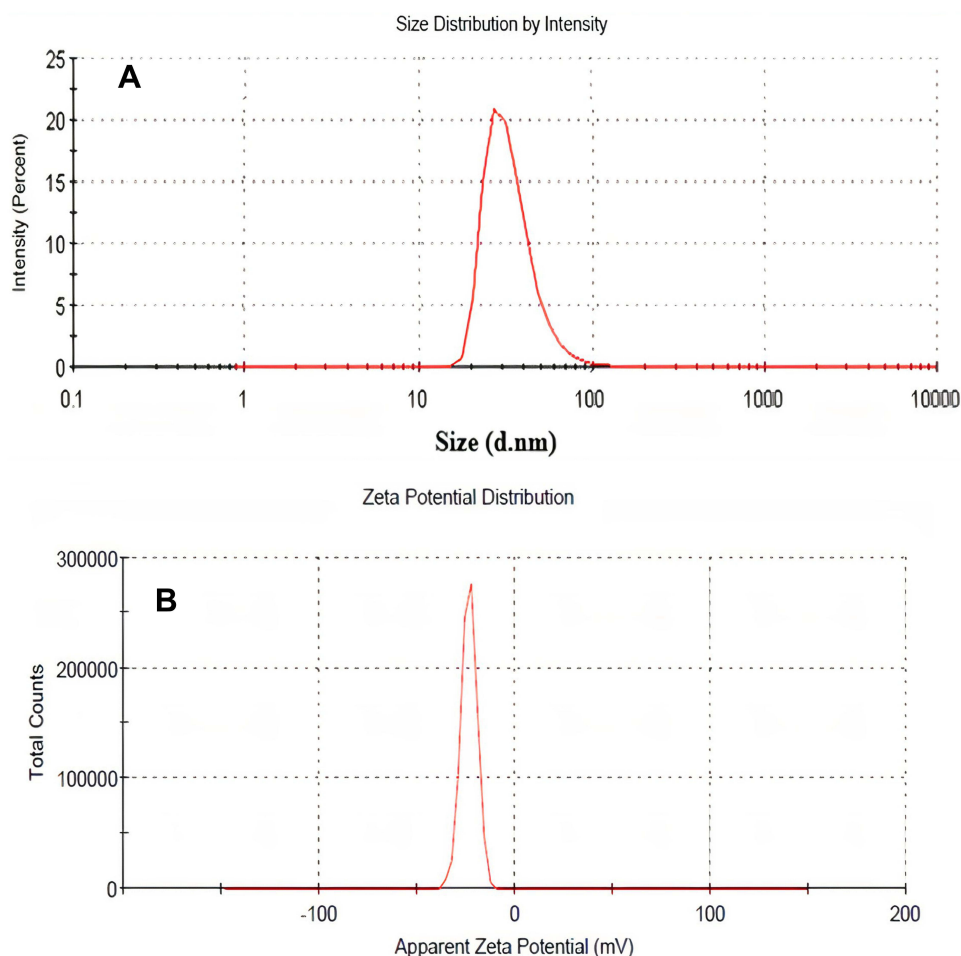 Size Distribution by Intensity
A
25
20
15
10
5
0
Intensity (Percent)
0.1 1 10 100 1000 10000
Size (d.nm)
Zeta Potential Distribution
B
300000
200000
100000
0
Total Counts
-100 0 100 200
Apparent Zeta Potential (mV)